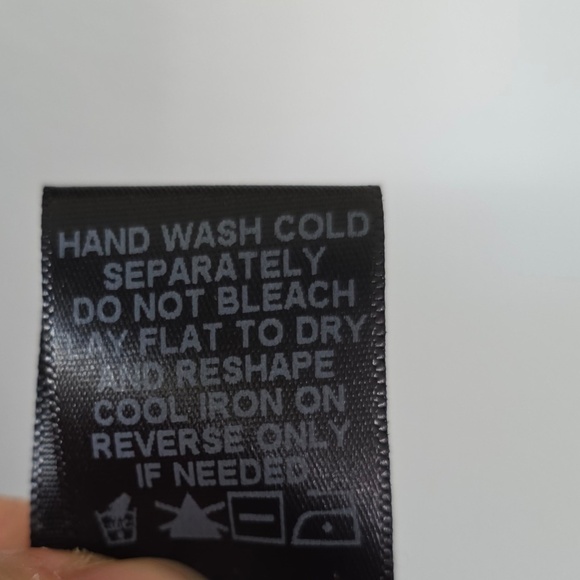 HAND WASH COLD
SEPARATELY
DO NOT BLEACH
LAY FLAT TO DRY
AND RESHAPE
COOL IRON ON
REVERSE ONLY
IF NEEDED